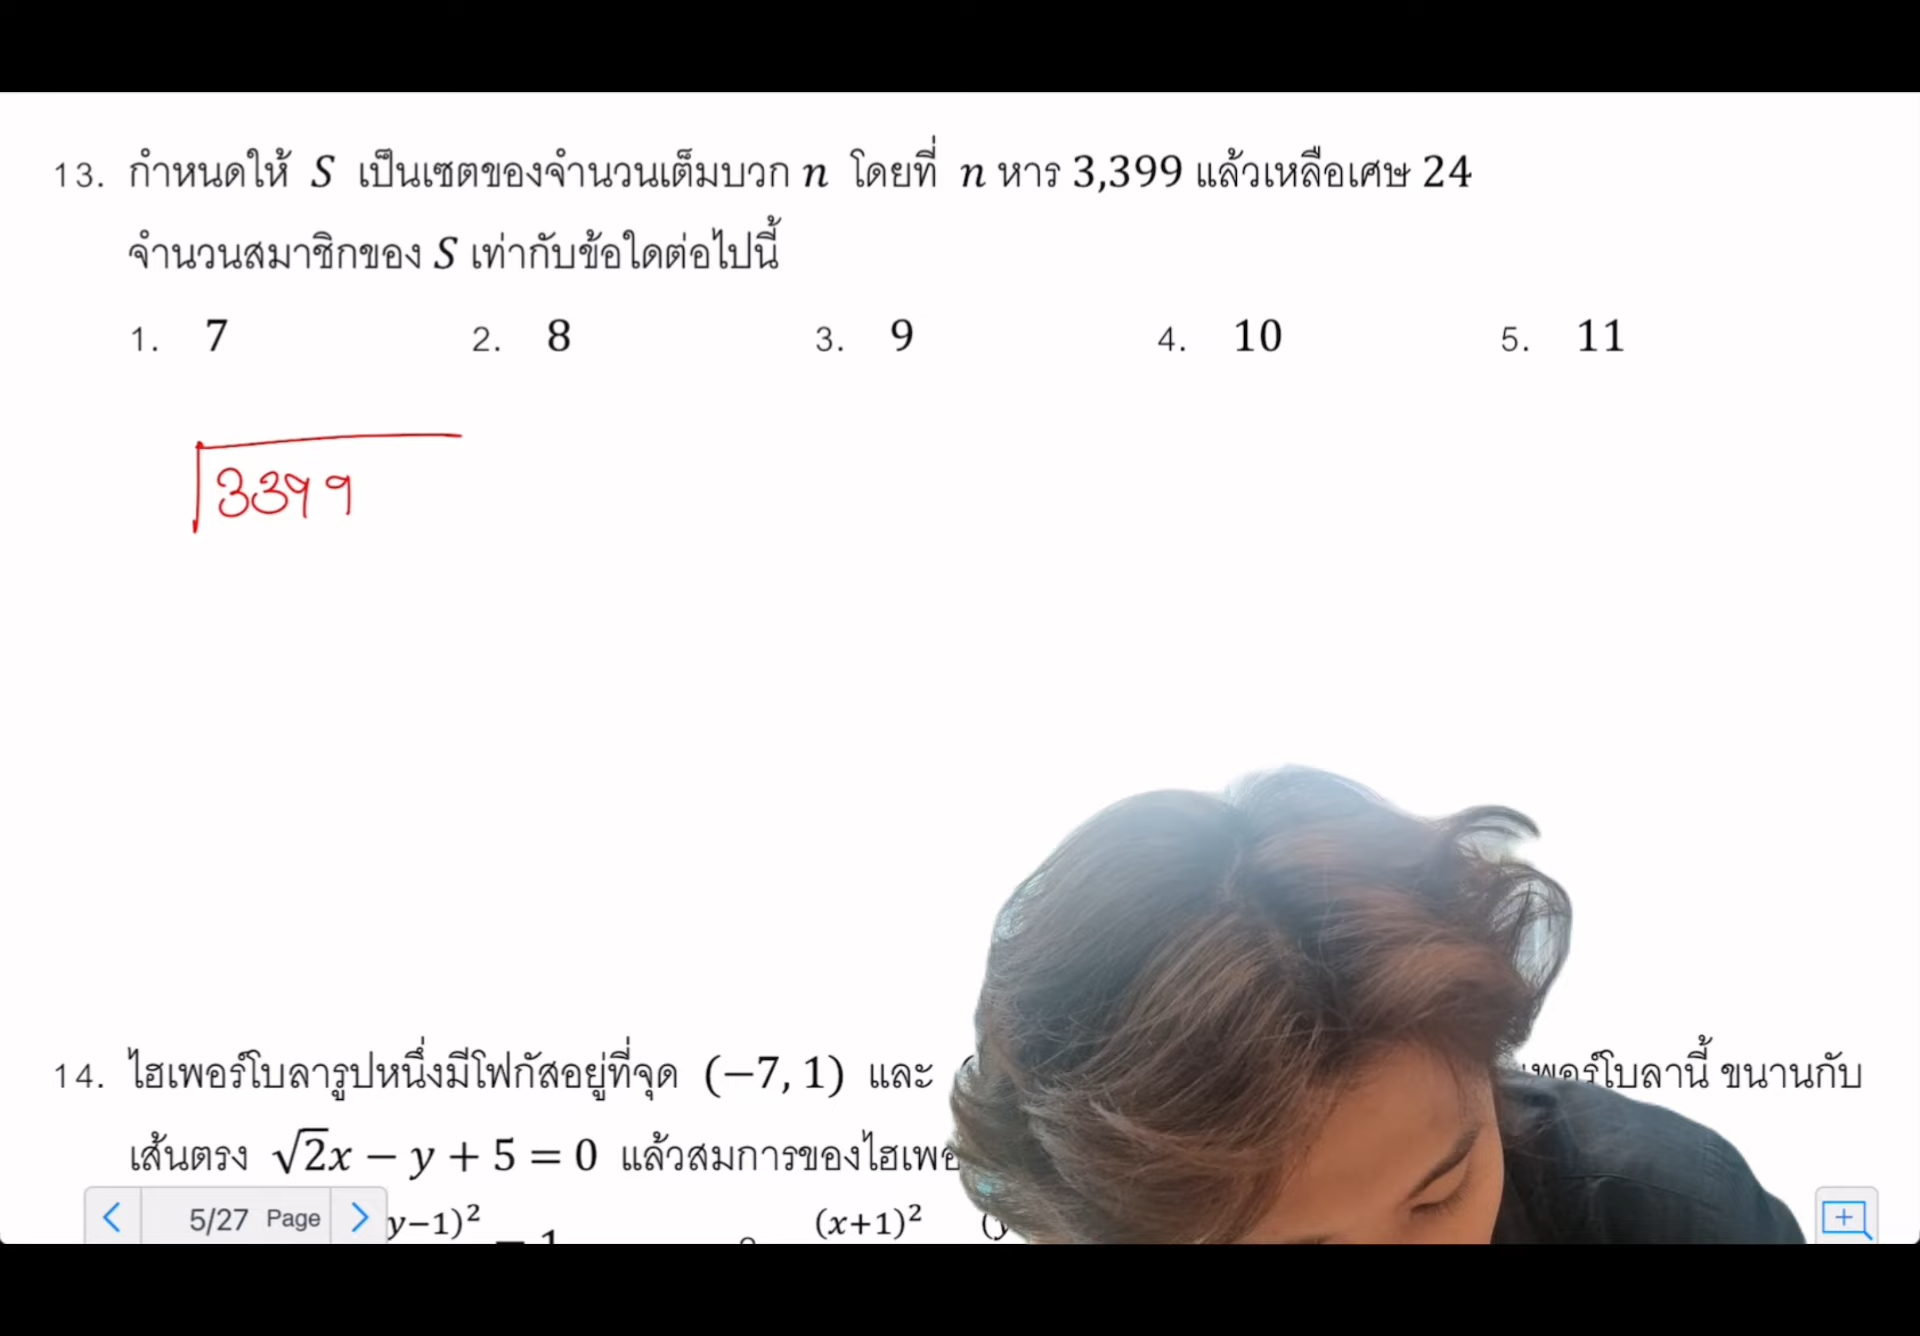 13. กำหนดให้ S เป็นเซตของจำนวนเต็มบวก n โดยที่ n หาร 3,399 แล้วเหลือเศษ 24
จำนวนสมาชิกของ S เท่ากับข้อใดต่อไปนี้
1. 7 2. 8 3. 9 4. 10 5. 11
3399
14. ไฮเพอร์โบลารูปหนึ่งมีโฟกัสอยู่ที่จุด (−7, 1) และ ( เพอร์โบลานี้ ขนานกับ
เส้นตรง √2x − y + 5 = 0 แล้วสมการของไฮเพอ
5/27 Page y−1)² (x+1)² (y